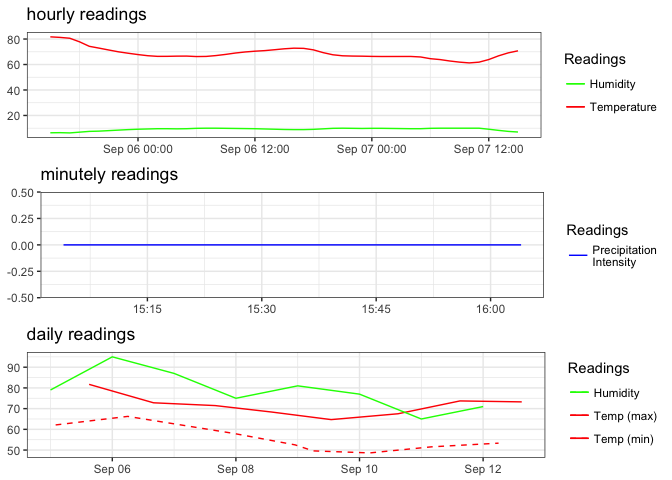 hourly readings
80
60
40
20
Sep 06 00:00 Sep 06 12:00 Sep 07 00:00 Sep 07 12:00
Readings
Humidity
Temperature
minutely readings
0.50
0.25
0.00
-0.25
-0.50
15:15 15:30 15:45 16:00
Readings
Precipitation
Intensity
daily readings
90
80
70
60
50
Sep 06 Sep 08 Sep 10 Sep 12
Readings
Humidity
Temp (max)
Temp (min)